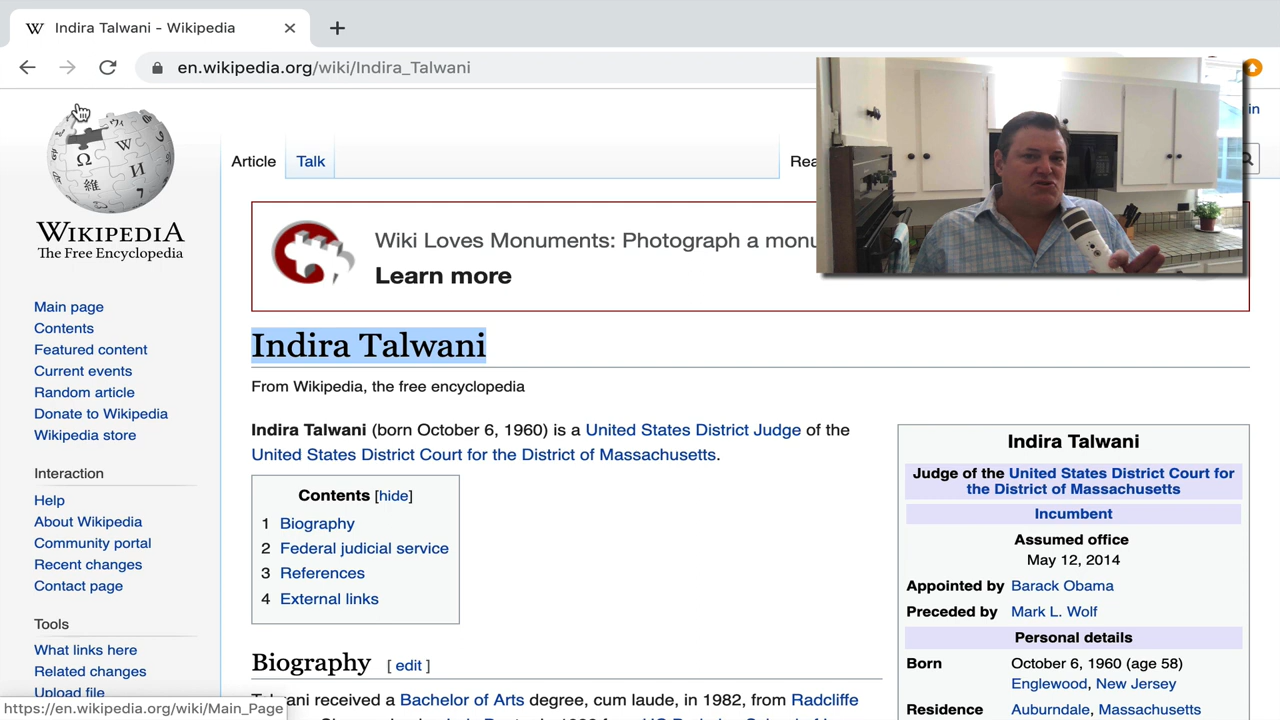 Indira Talwani - Wikipedia
en.wikipedia.org/wiki/Indira_Talwani
in
Article Talk
WIKIPEDIA
The Free Encyclopedia
Wiki Loves Monuments: Photograph a
Learn more
Main page
Contents
Featured content
Current events
Random article
Donate to Wikipedia
Wikipedia store
Interaction
Help
About Wikipedia
Community portal
Recent changes
Contact page
Tools
What links here
Related changes
Upload file
https://en.wikipedia.org/wiki/Main_Page
Indira Talwani
From Wikipedia, the free encyclopedia
Indira Talwani (born October 6, 1960) is a United States District Judge of the
United States District Court for the District of Massachusetts.
Contents [hide]
1 Biography
2 Federal judicial service
3 References
4 External links
Biography [ edit ]
Talwani received a Bachelor of Arts degree, cum laude, in 1982, from Radcliffe
Indira Talwani
Judge of the United States District Court for
the District of Massachusetts
Incumbent
Assumed office
May 12, 2014
Appointed by Barack Obama
Preceded by Mark L. Wolf
Personal details
Born October 6, 1960 (age 58)
Englewood, New Jersey
Residence Auburndale, Massachusetts